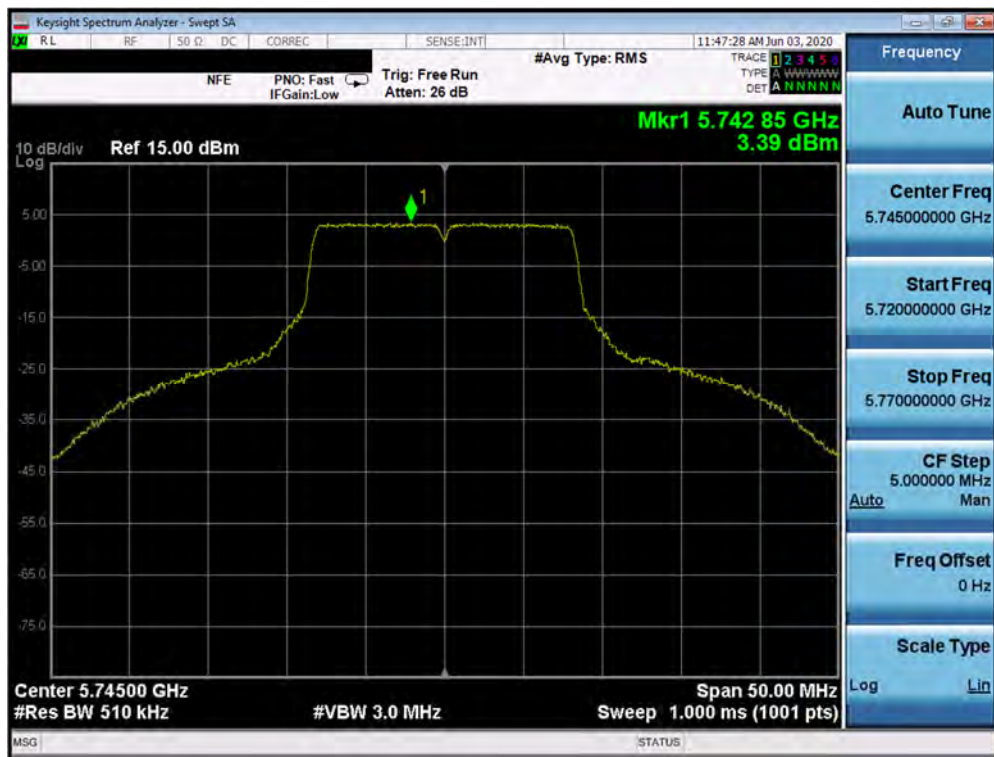 Keysight Spectrum Analyzer - Swept SA
RL RF 50 Ω DC CORREC SENSE:INT 11:47:28 AM Jun 03, 2020
#Avg Type: RMS
TRACE 1 2 3 4 5 6
TYPE A WWWWW
DET A N N N N N
NFE PNO: Fast Trig: Free Run
IFGain:Low Atten: 26 dB
Mkr1 5.742 85 GHz
3.39 dBm
10 dB/div Ref 15.00 dBm
Log
1
5.00
-5.00
-15.0
-25.0
-35.0
-45.0
-55.0
-65.0
-75.0
Center 5.74500 GHz Span 50.00 MHz
#Res BW 510 kHz #VBW 3.0 MHz Sweep 1.000 ms (1001 pts)
MSG STATUS
Frequency
Auto Tune
Center Freq
5.745000000 GHz
Start Freq
5.720000000 GHz
Stop Freq
5.770000000 GHz
CF Step
5.000000 MHz
Auto Man
Freq Offset
0 Hz
Scale Type
Log Lin